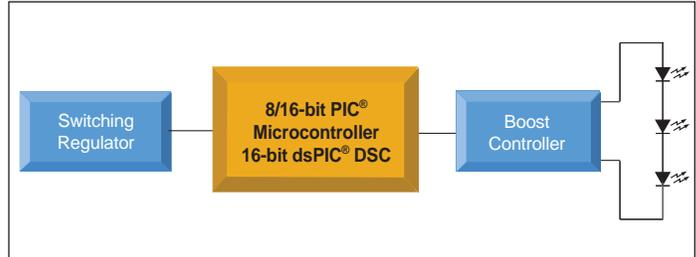 Switching
Regulator
8/16-bit PIC®
Microcontroller
16-bit dsPIC® DSC
Boost
Controller